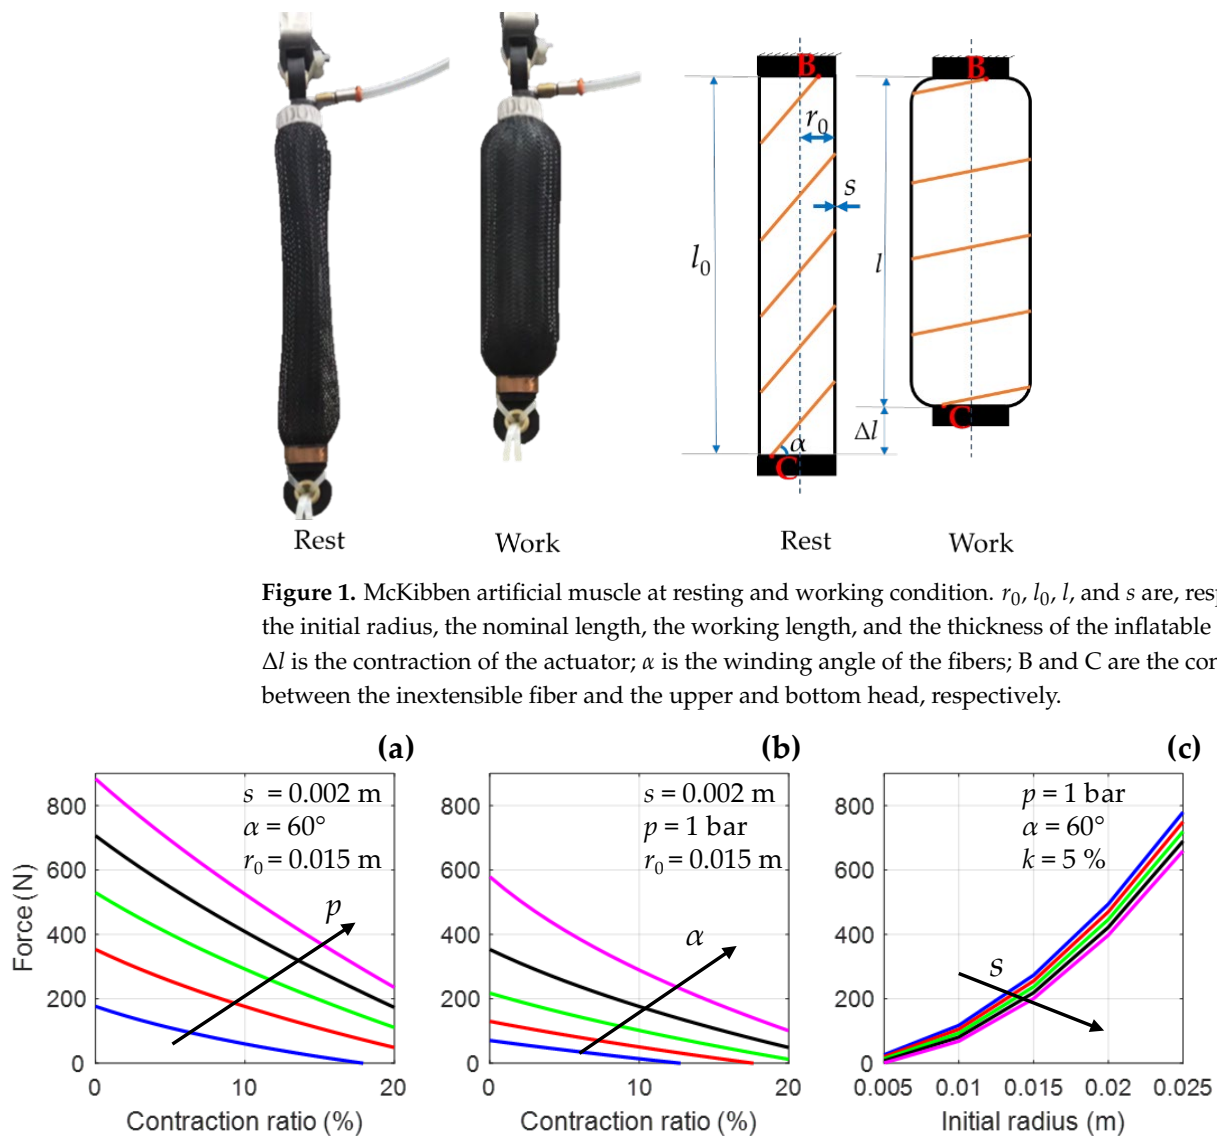 B
B
r0
s
l0
l
Δl
α
C
C
Rest
Work
Rest
Work
Figure 1. McKibben artificial muscle at resting and working condition. r0, l0, l, and s are, resp
the initial radius, the nominal length, the working length, and the thickness of the inflatable
Δl is the contraction of the actuator; α is the winding angle of the fibers; B and C are the con
between the inextensible fiber and the upper and bottom head, respectively.
(a)
(b)
(c)
s = 0.002 m
α = 60°
r0 = 0.015 m
p
800
600
400
200
0
0
10
20
Force (N)
Contraction ratio (%)
s = 0.002 m
p = 1 bar
r0 = 0.015 m
α
800
600
400
200
0
0
10
20
Contraction ratio (%)
p = 1 bar
α = 60°
k = 5 %
s
800
600
400
200
0
0.005
0.01
0.015
0.02
0.025
Initial radius (m)